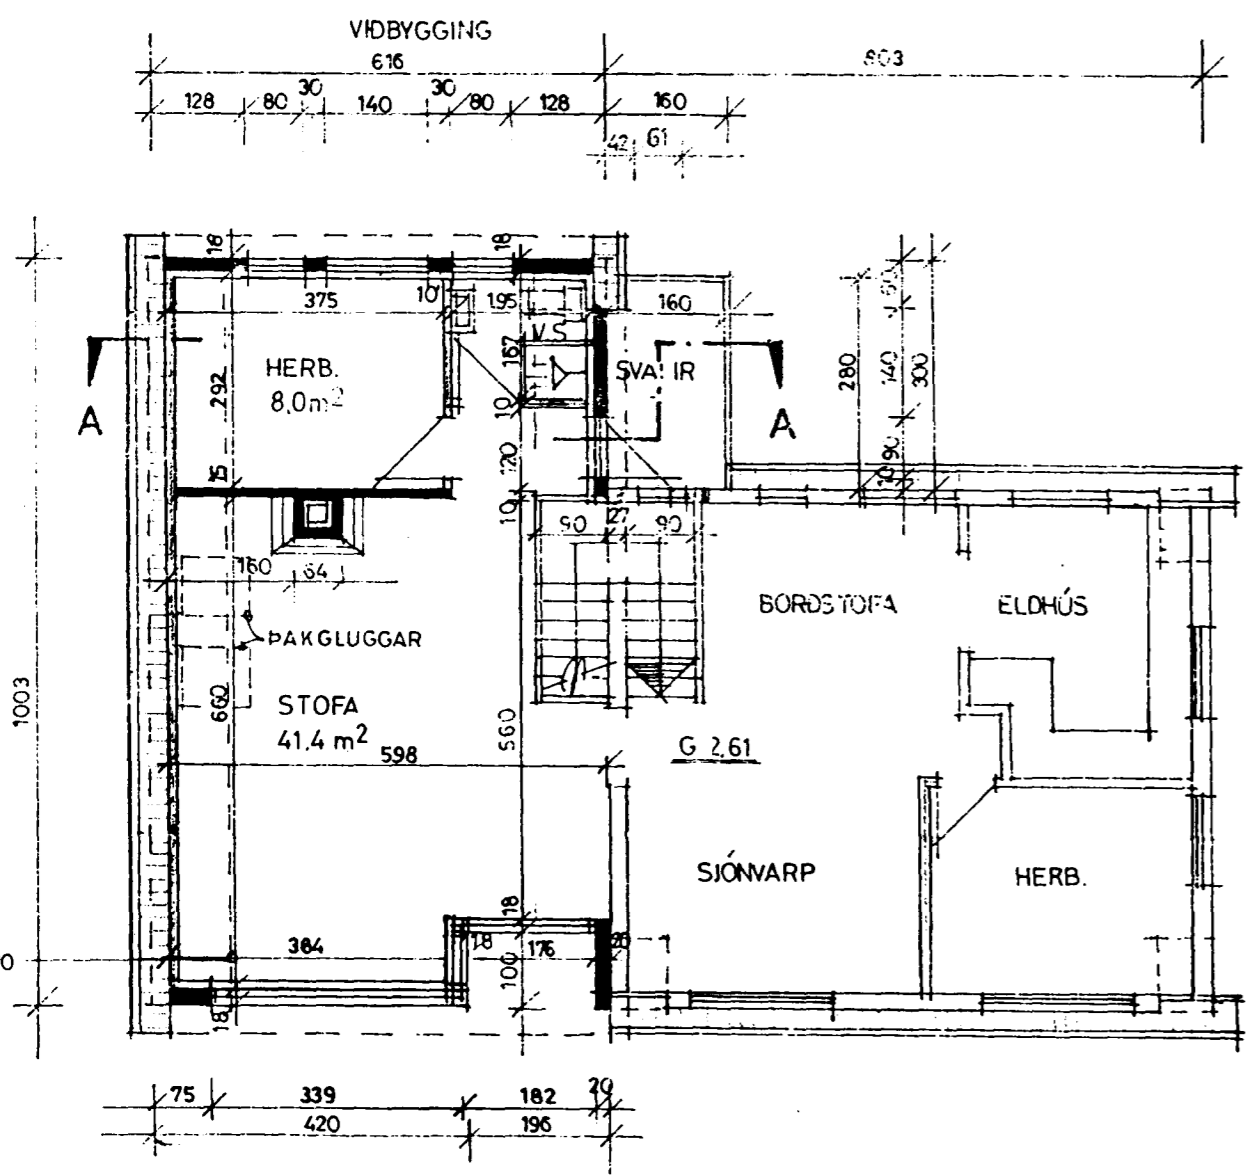 VIÐBYGGING
616 803
128 80 30 140 30 80 128 160
42 61
18 18
375 10 195 160
60
V.S.
167
HERB.
8,0m²
SVALIR
A A
292
280 140 300
10
15 120 90 10
10
90 27 90
160 64
BORÐSTOFA ELDHÚS
ÞAKGLUGGAR
1003
660
STOFA
41,4 m²
560
598
G 2,61
SJÓNVARP HERB.
18
384 18 176 20
100
0
18
75 339 182 20
420 196